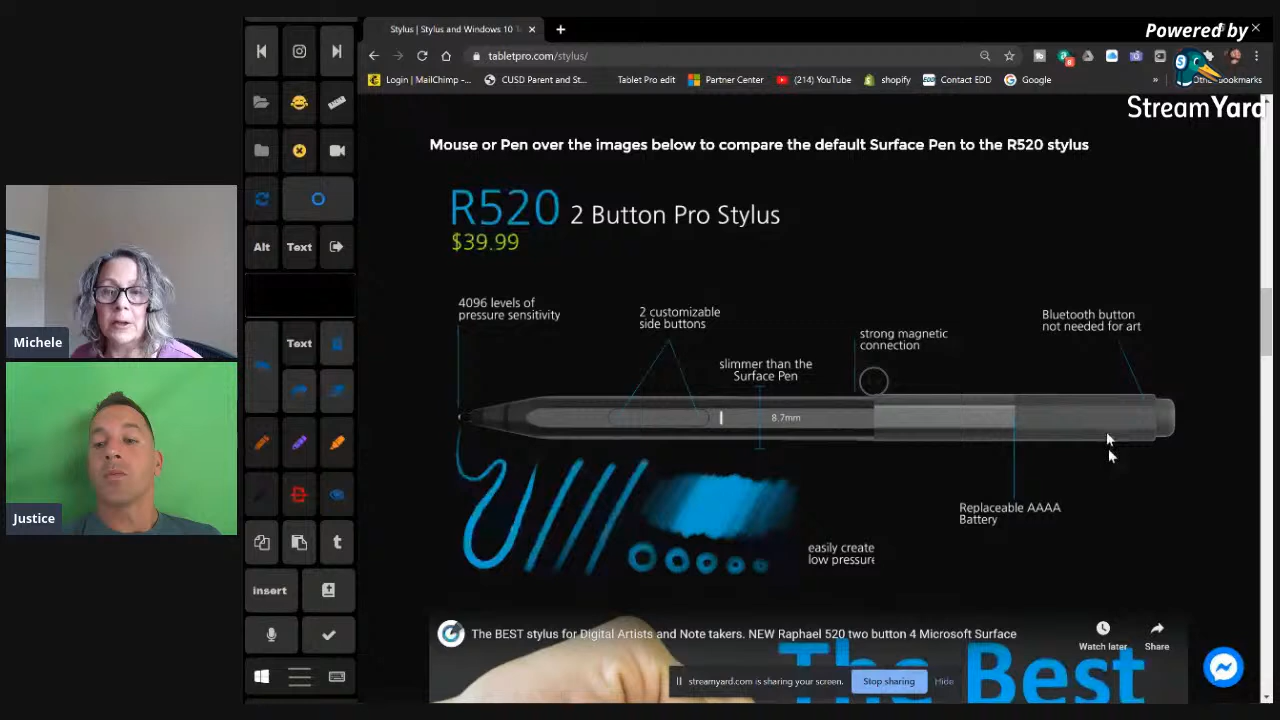 Stylus | Stylus and Windows 10 T
Powered by
tabletpro.com/stylus/
Login | MailChimp -...
CUSD Parent and St...
Tablet Pro edit
Partner Center
(214) YouTube
shopify
Contact EDD
Google
Other bookmarks
StreamYard
Mouse or Pen over the images below to compare the default Surface Pen to the R520 stylus
R520 2 Button Pro Stylus
$39.99
4096 levels of
pressure sensitivity
2 customizable
side buttons
slimmer than the
Surface Pen
strong magnetic
connection
Bluetooth button
not needed for art
8.7mm
Replaceable AAAA
Battery
easily create
low pressure
Alt
Text
Text
t
insert
Michele
Justice
The BEST stylus for Digital Artists and Note takers. NEW Raphael 520 two button 4 Microsoft Surface
Watch later
Share
The Best
streamyard.com is sharing your screen.
Stop sharing
Hide